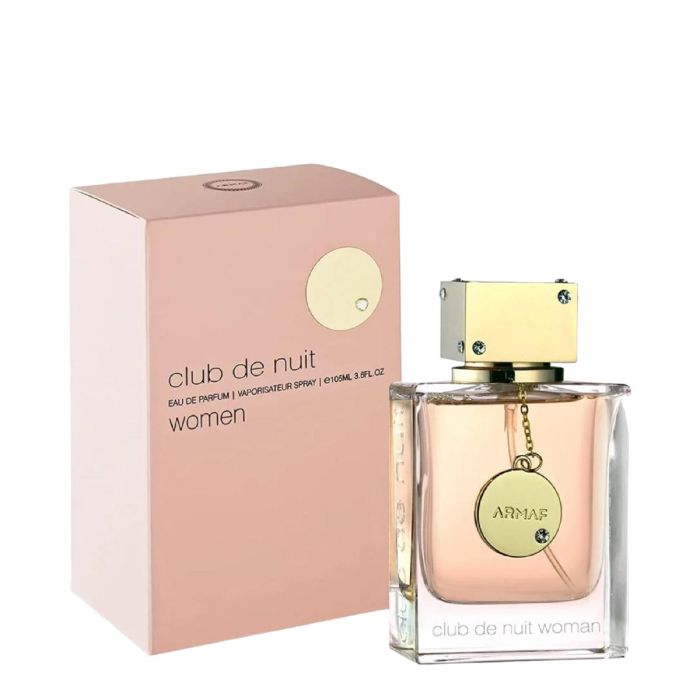 ARMAF
club de nuit
EAU DE PARFUM | VAPORISATEUR SPRAY | ℮105ML 3.6FL.OZ
women
ARMAF
club de nuit woman